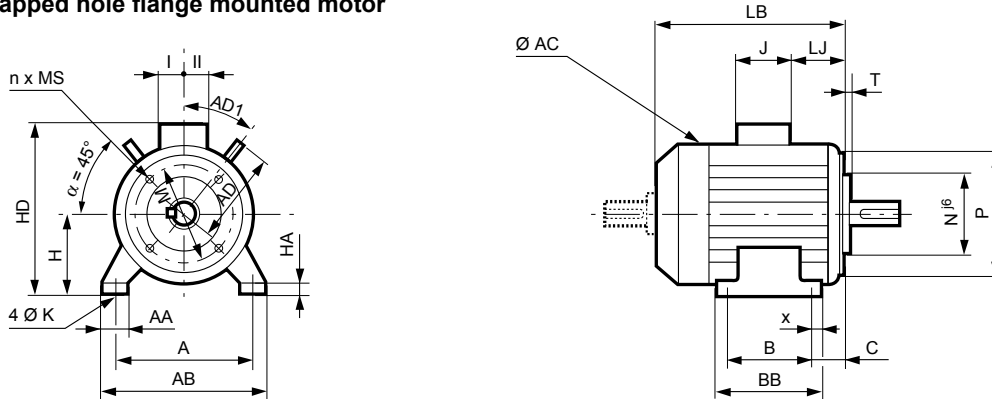 apped hole flange mounted motor
n x MS
I
II
AD1
α = 45°
HD
H
M
AD
HA
4 Ø K
AA
A
AB
LB
Ø AC
J
LJ
T
N j6
P
x
B
C
BB